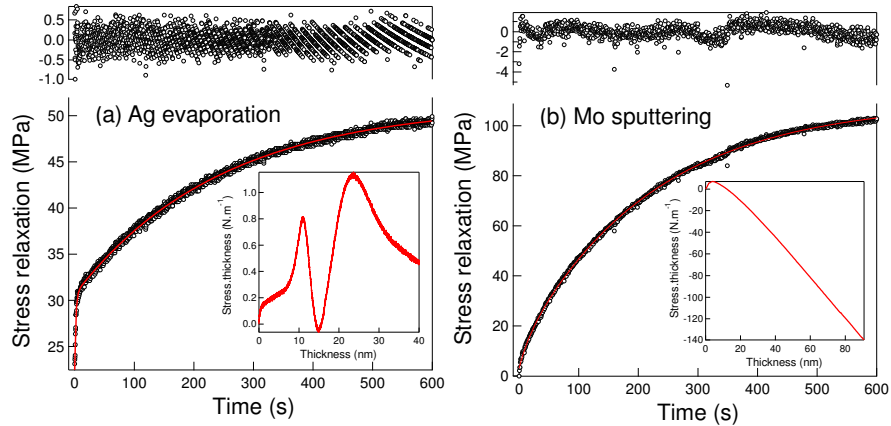 0.5
0.0
-0.5
-1.0
50
45
40
35
30
25
Stress relaxation (MPa)
(a) Ag evaporation
1.0
0.8
0.6
0.4
0.2
0.0
Stress.thickness (N.m⁻¹)
0 10 20 30 40
Thickness (nm)
0 100 200 300 400 500 600
Time (s)
0
-2
-4
100
80
60
40
20
0
Stress relaxation (MPa)
(b) Mo sputtering
0
-20
-40
-60
-80
-100
-120
-140
Stress.thickness (N.m⁻¹)
0 20 40 60 80
Thickness (nm)
0 100 200 300 400 500 600
Time (s)